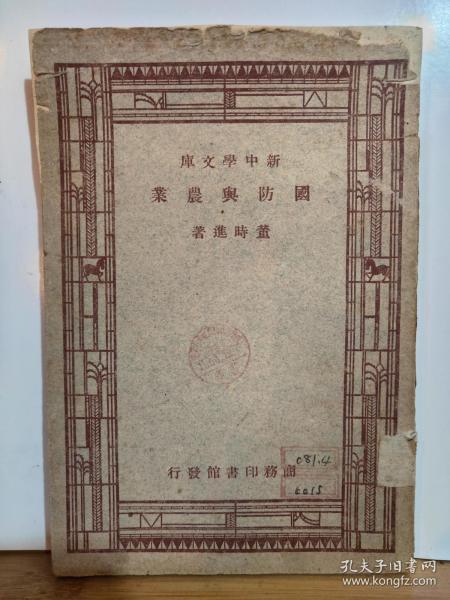 新中學文庫
國防與農業
董時進著
商務印書館發行
081.4
0015
孔夫子旧书网
www.kongfz.com